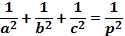 1/a² + 1/b² + 1/c² = 1/p²